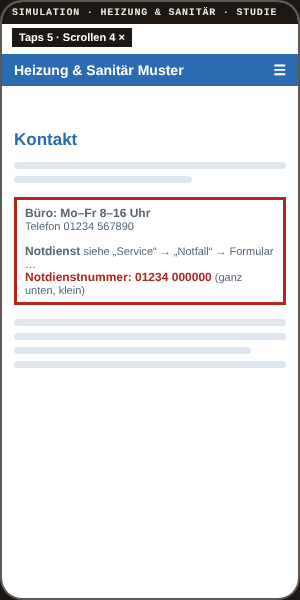 SIMULATION · HEIZUNG & SANITÄR · STUDIE
Taps 5 · Scrollen 4 ×
Heizung & Sanitär Muster ☰
Kontakt
Büro: Mo–Fr 8–16 Uhr
Telefon 01234 567890
Notdienst siehe „Service“ → „Notfall“ → Formular
…
Notdienstnummer: 01234 000000 (ganz
unten, klein)